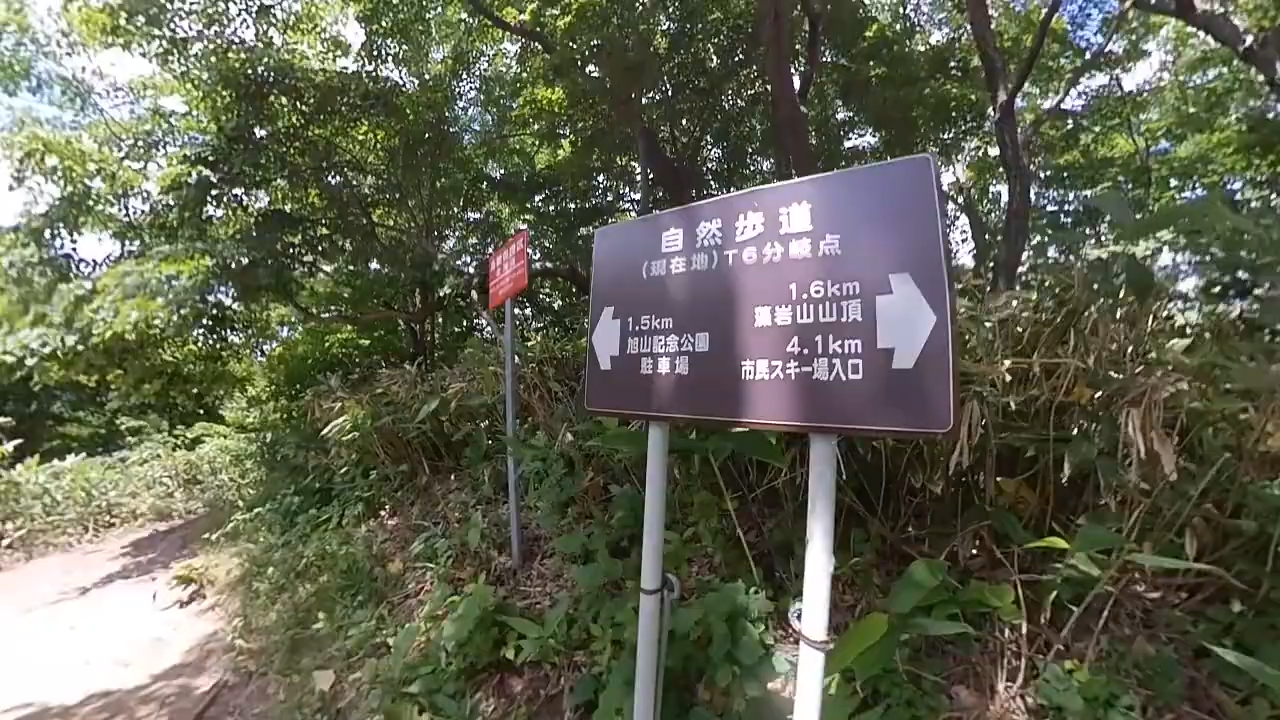 自然歩道
(現在地)T6分岐点
1.5km
旭山記念公園
駐車場
1.6km
藻岩山山頂
4.1km
市民スキー場入口